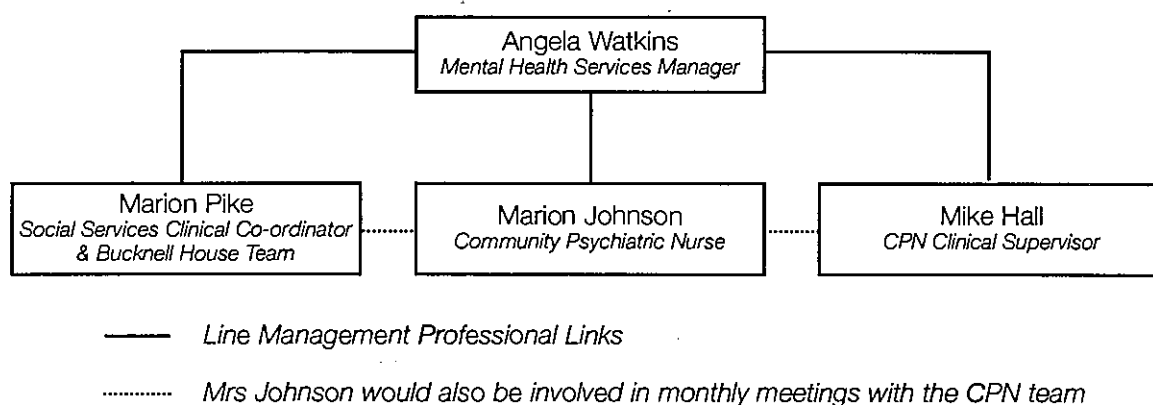 Angela Watkins
Mental Health Services Manager
Marion Pike
Social Services Clinical Co-ordinator
& Bucknell House Team
Marion Johnson
Community Psychiatric Nurse
Mike Hall
CPN Clinical Supervisor
Line Management Professional Links
Mrs Johnson would also be involved in monthly meetings with the CPN team